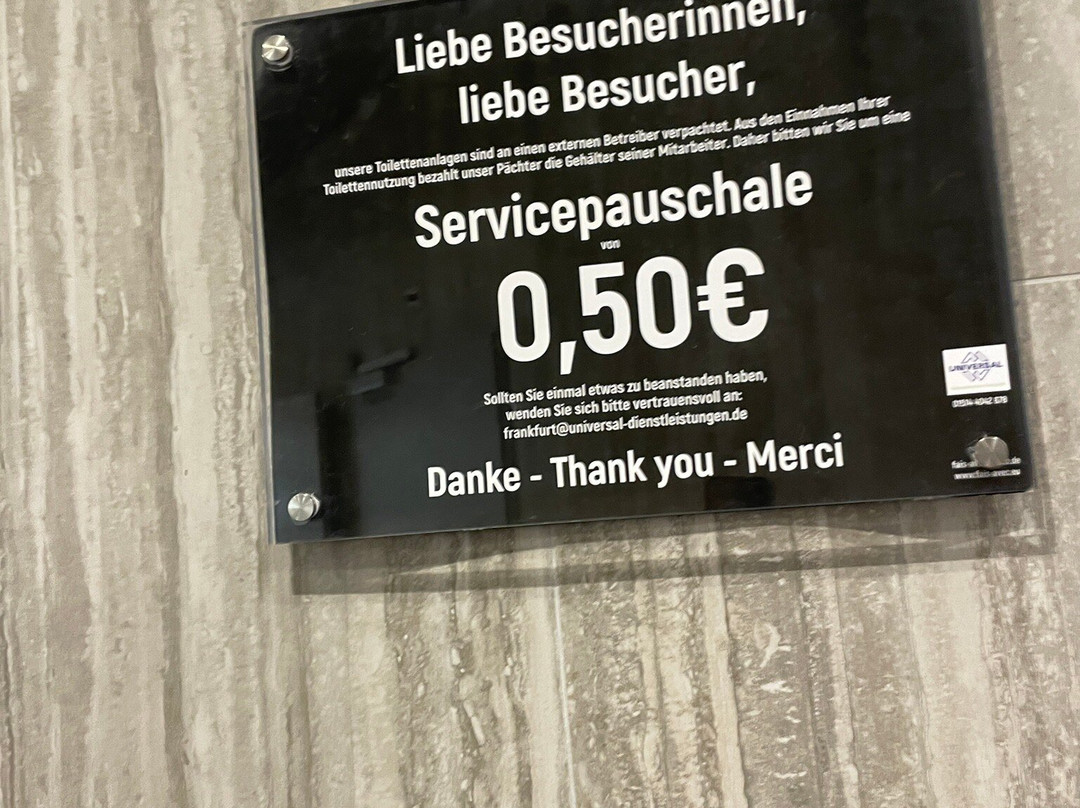 Liebe Besucherinnen,
liebe Besucher,
unsere Toilettenanlagen sind an einen externen Betreiber verpachtet. Aus den Einnahmen Ihrer
Toilettennutzung bezahlt unser Pächter die Gehälter seiner Mitarbeiter. Daher bitten wir Sie um eine
Servicepauschale
von
0,50€
Sollten Sie einmal etwas zu beanstanden haben,
wenden Sie sich bitte vertrauensvoll an:
frankfurt@universal-dienstleistungen.de
Danke - Thank you - Merci
UNIVERSAL